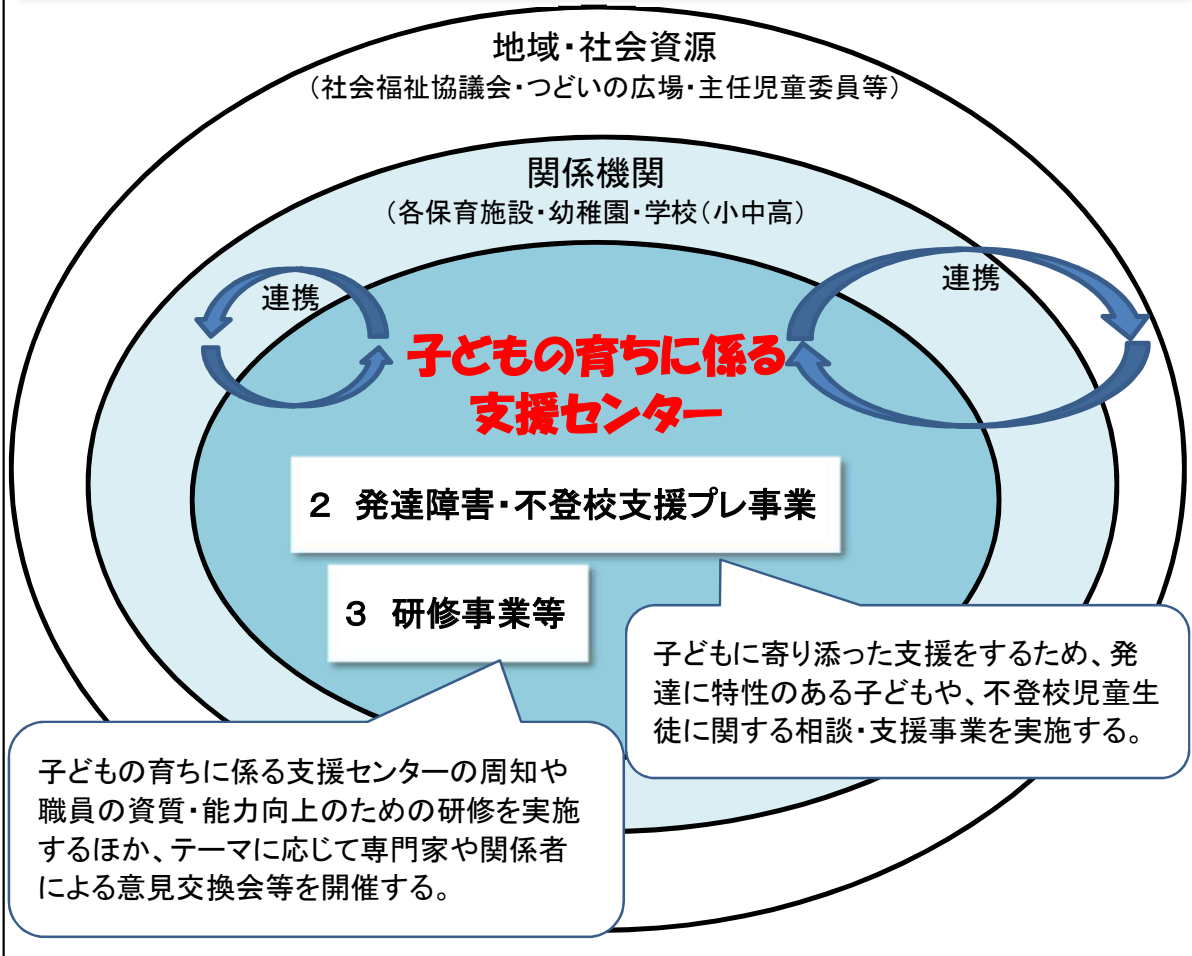 地域・社会資源
（社会福祉協議会・つどいの広場・主任児童委員等）
関係機関
（各保育施設・幼稚園・学校（小中高）
連携
連携
子どもの育ちに係る
支援センター
２　発達障害・不登校支援プレ事業
３　研修事業等
子どもに寄り添った支援をするため、発
達に特性のある子どもや、不登校児童生
徒に関する相談・支援事業を実施する。
子どもの育ちに係る支援センターの周知や
職員の資質・能力向上のための研修を実施
するほか、テーマに応じて専門家や関係者
による意見交換会等を開催する。